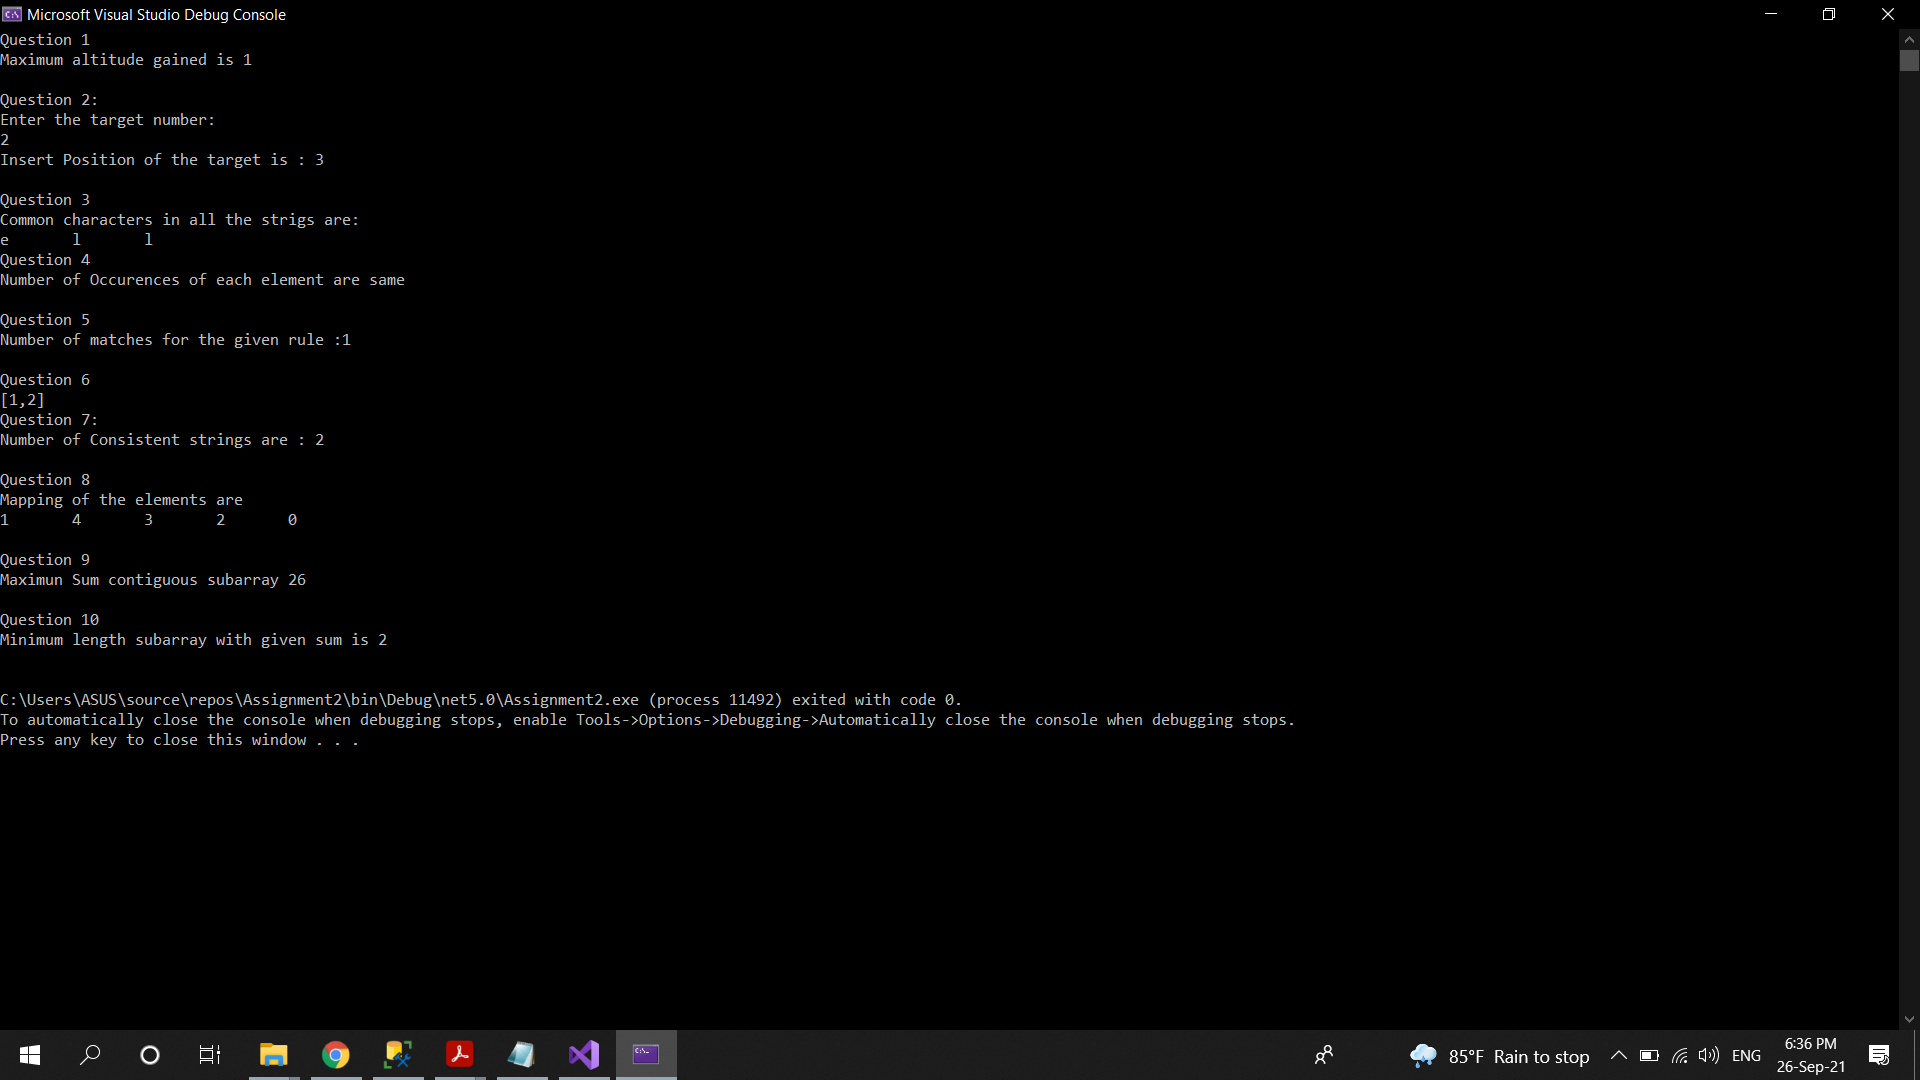 Microsoft Visual Studio Debug Console
Question 1
Maximum altitude gained is 1
Question 2:
Enter the target number:
2
Insert Position of the target is : 3
Question 3
Common characters in all the strigs are:
e l l
Question 4
Number of Occurences of each element are same
Question 5
Number of matches for the given rule :1
Question 6
[1,2]
Question 7:
Number of Consistent strings are : 2
Question 8
Mapping of the elements are
1 4 3 2 0
Question 9
Maximun Sum contiguous subarray 26
Question 10
Minimum length subarray with given sum is 2
C:\Users\ASUS\source\repos\Assignment2\bin\Debug\net5.0\Assignment2.exe (process 11492) exited with code 0.
To automatically close the console when debugging stops, enable Tools->Options->Debugging->Automatically close the console when debugging stops.
Press any key to close this window . . .
85°F Rain to stop ENG 6:36 PM
26-Sep-21